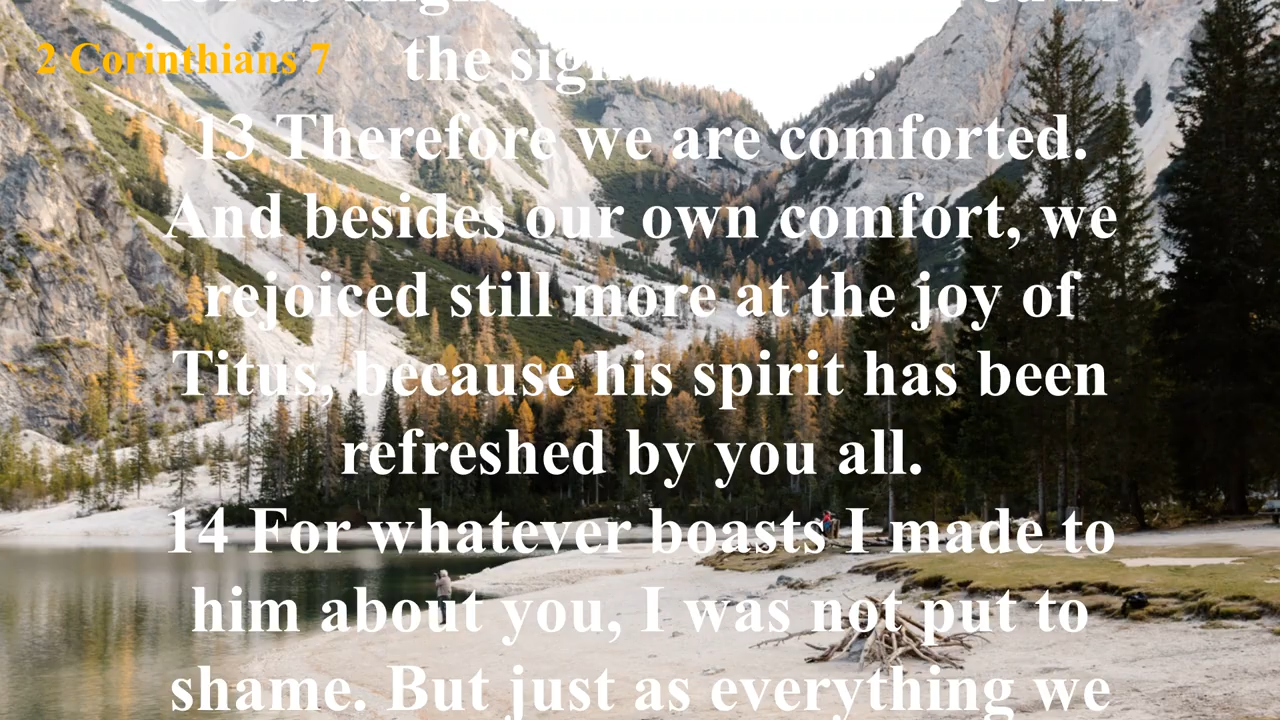 2 Corinthians 7
the sig
13 Therefore we are comforted.
And besides our own comfort, we
rejoiced still more at the joy of
Titus, because his spirit has been
refreshed by you all.
14 For whatever boasts I made to
him about you, I was not put to
shame. But just as everything we